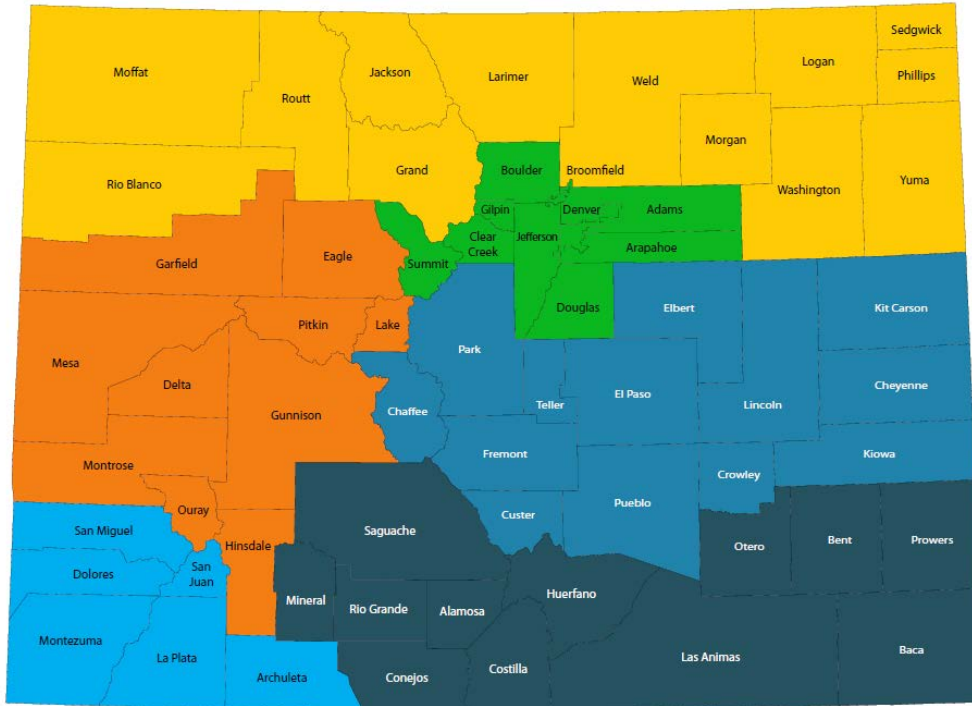 Sedgwick
Logan
Moffat
Jackson
Larimer
Weld
Phillips
Routt
Morgan
Grand
Boulder
Broomfield
Rio Blanco
Washington
Yuma
Gilpin
Denver
Adams
Clear
Creek
Jefferson
Arapahoe
Eagle
Garfield
Summit
Douglas
Elbert
Kit Carson
Pitkin
Lake
Park
Mesa
Delta
Cheyenne
El Paso
Teller
Lincoln
Chaffee
Gunnison
Fremont
Kiowa
Montrose
Crowley
Pueblo
Ouray
Custer
San Miguel
Saguache
Hinsdale
Otero
Bent
Prowers
San
Juan
Dolores
Mineral
Rio Grande
Alamosa
Huerfano
Montezuma
La Plata
Archuleta
Conejos
Costilla
Las Animas
Baca